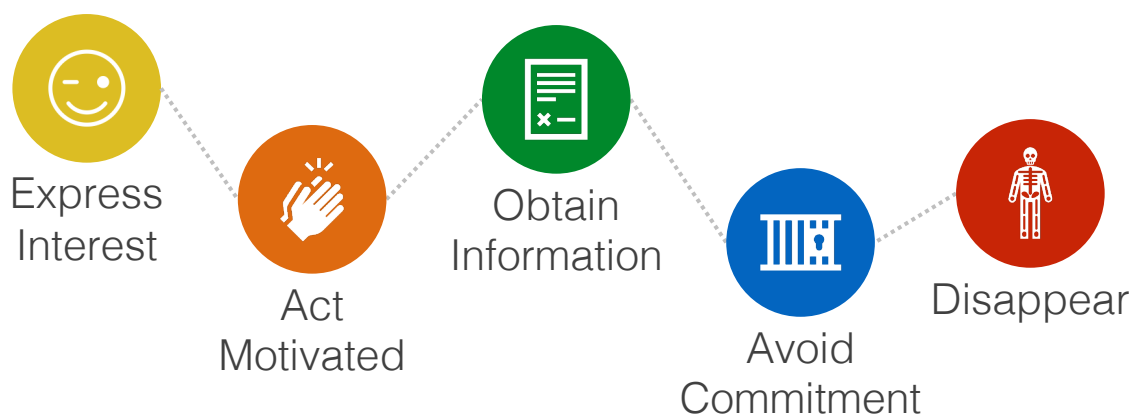 Express
Interest
Act
Motivated
Obtain
Information
Avoid
Commitment
Disappear